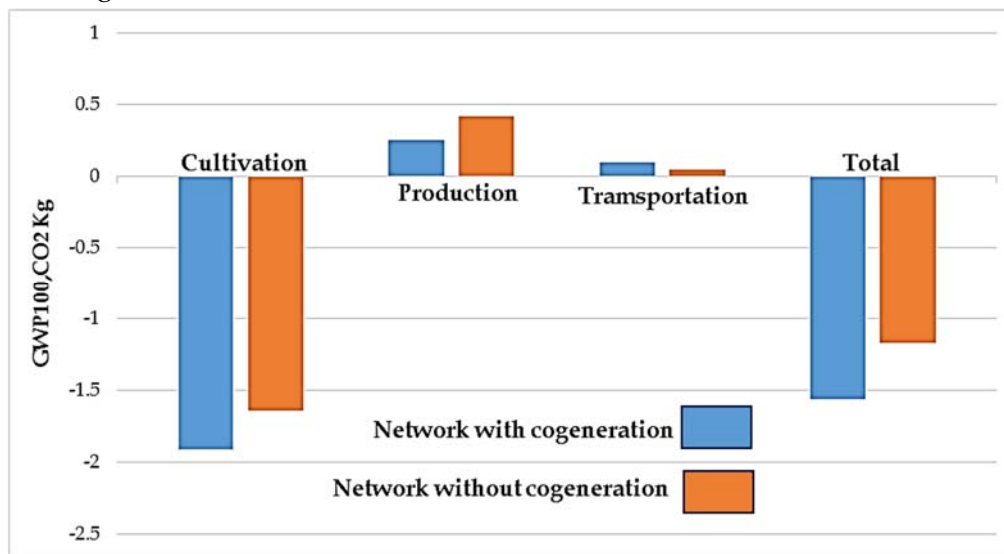 1
0.5
0
-0.5
-1
-1.5
-2
-2.5
GWP100,CO2 Kg
Cultivation
Production
Tramsportation
Total
Network with cogeneration
Network without cogeneration